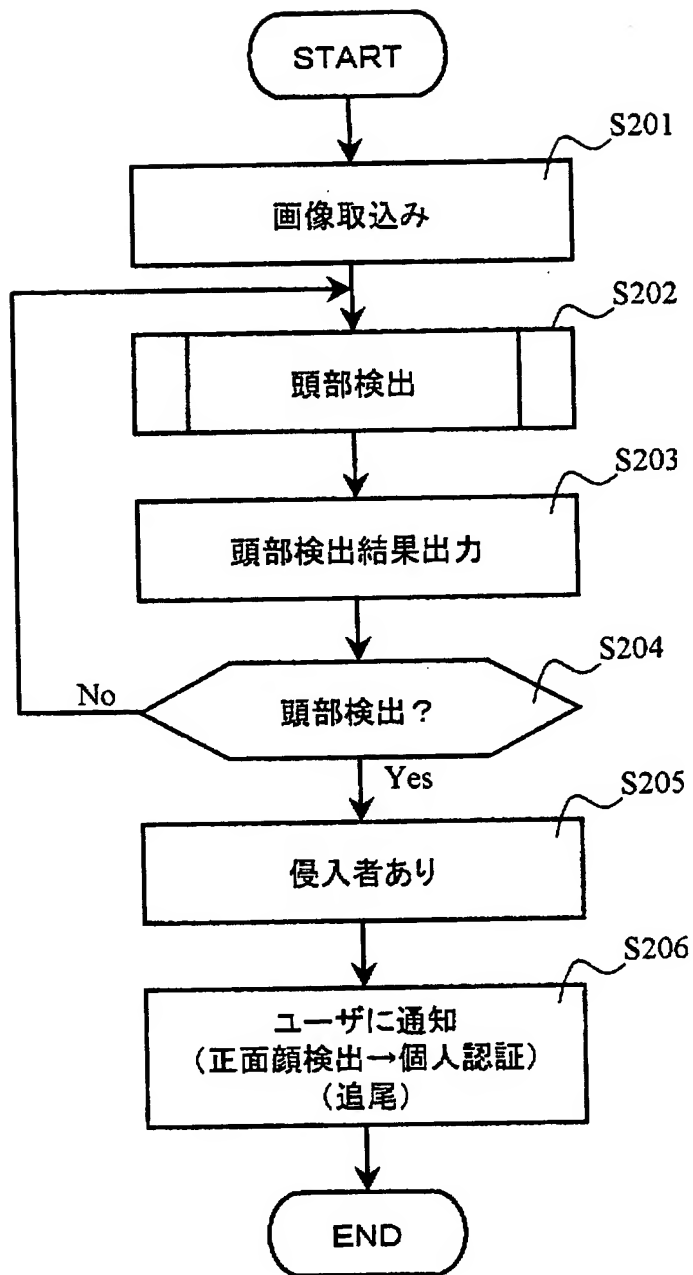 START
S201
画像取込み
S202
頭部検出
S203
頭部検出結果出力
S204
No
頭部検出?
Yes
S205
侵入者あり
S206
ユーザに通知
(正面顔検出→個人認証)
(追尾)
END